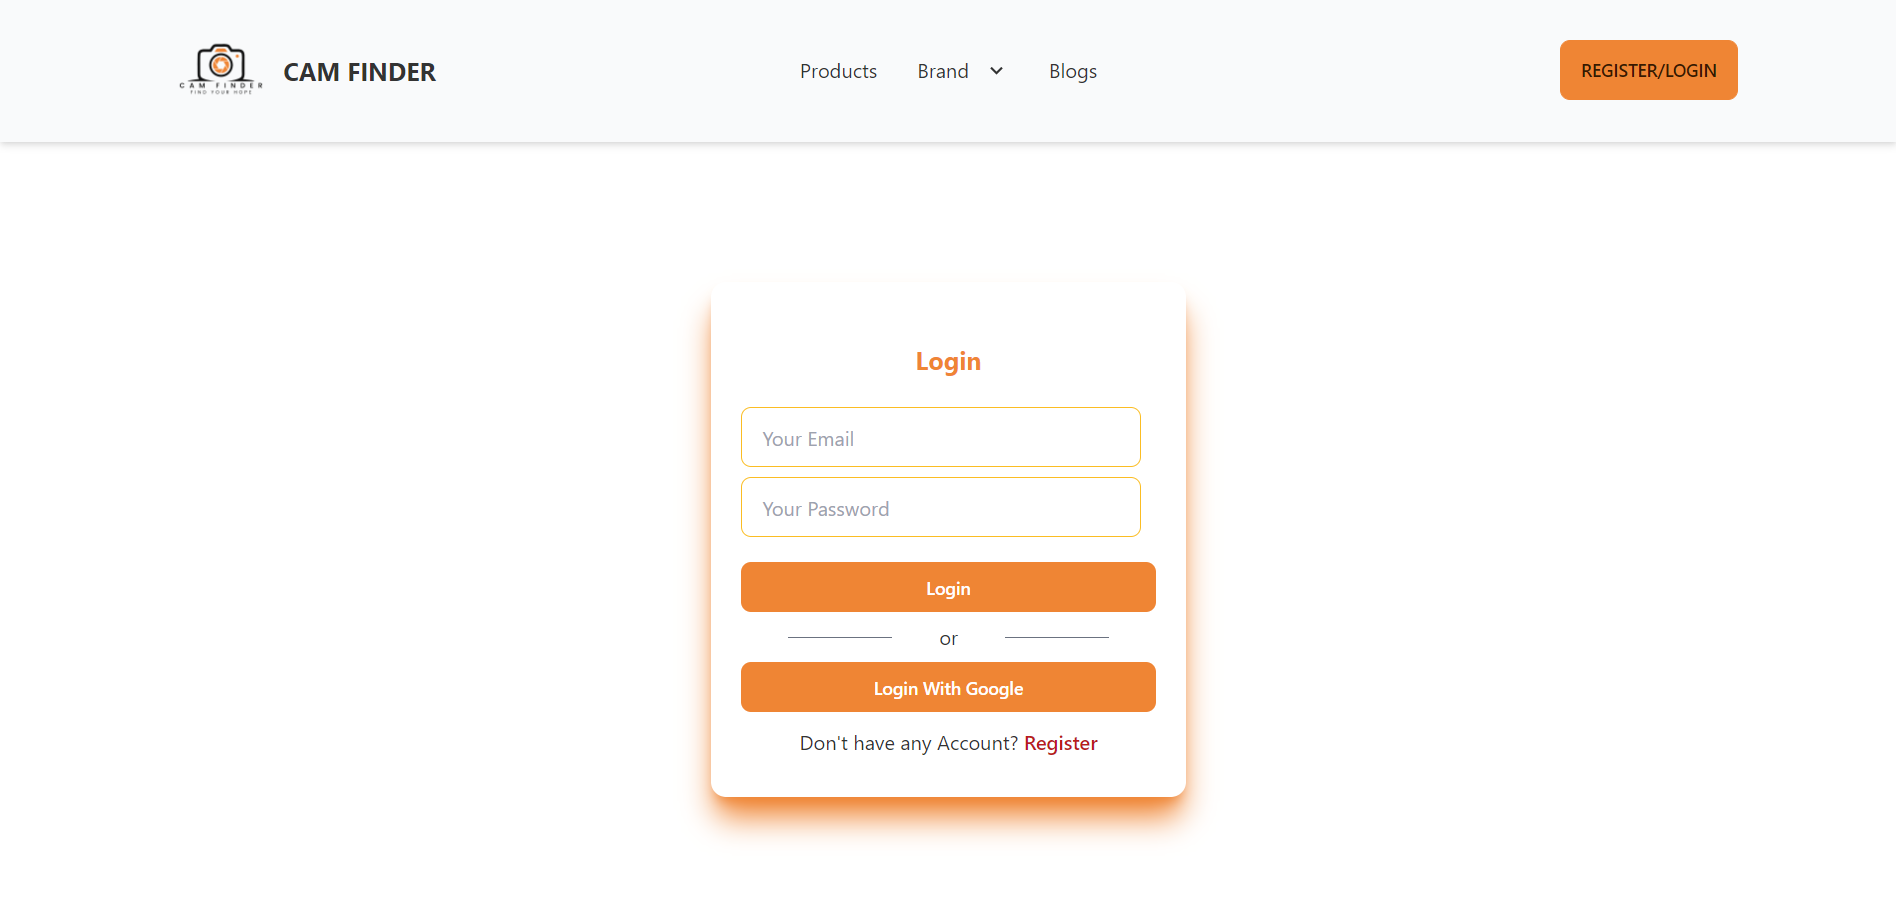 CAM FINDER
FIND YOUR HOPE
CAM FINDER
Products
Brand
Blogs
REGISTER/LOGIN
Login
Your Email
Your Password
Login
or
Login With Google
Don't have any Account? Register